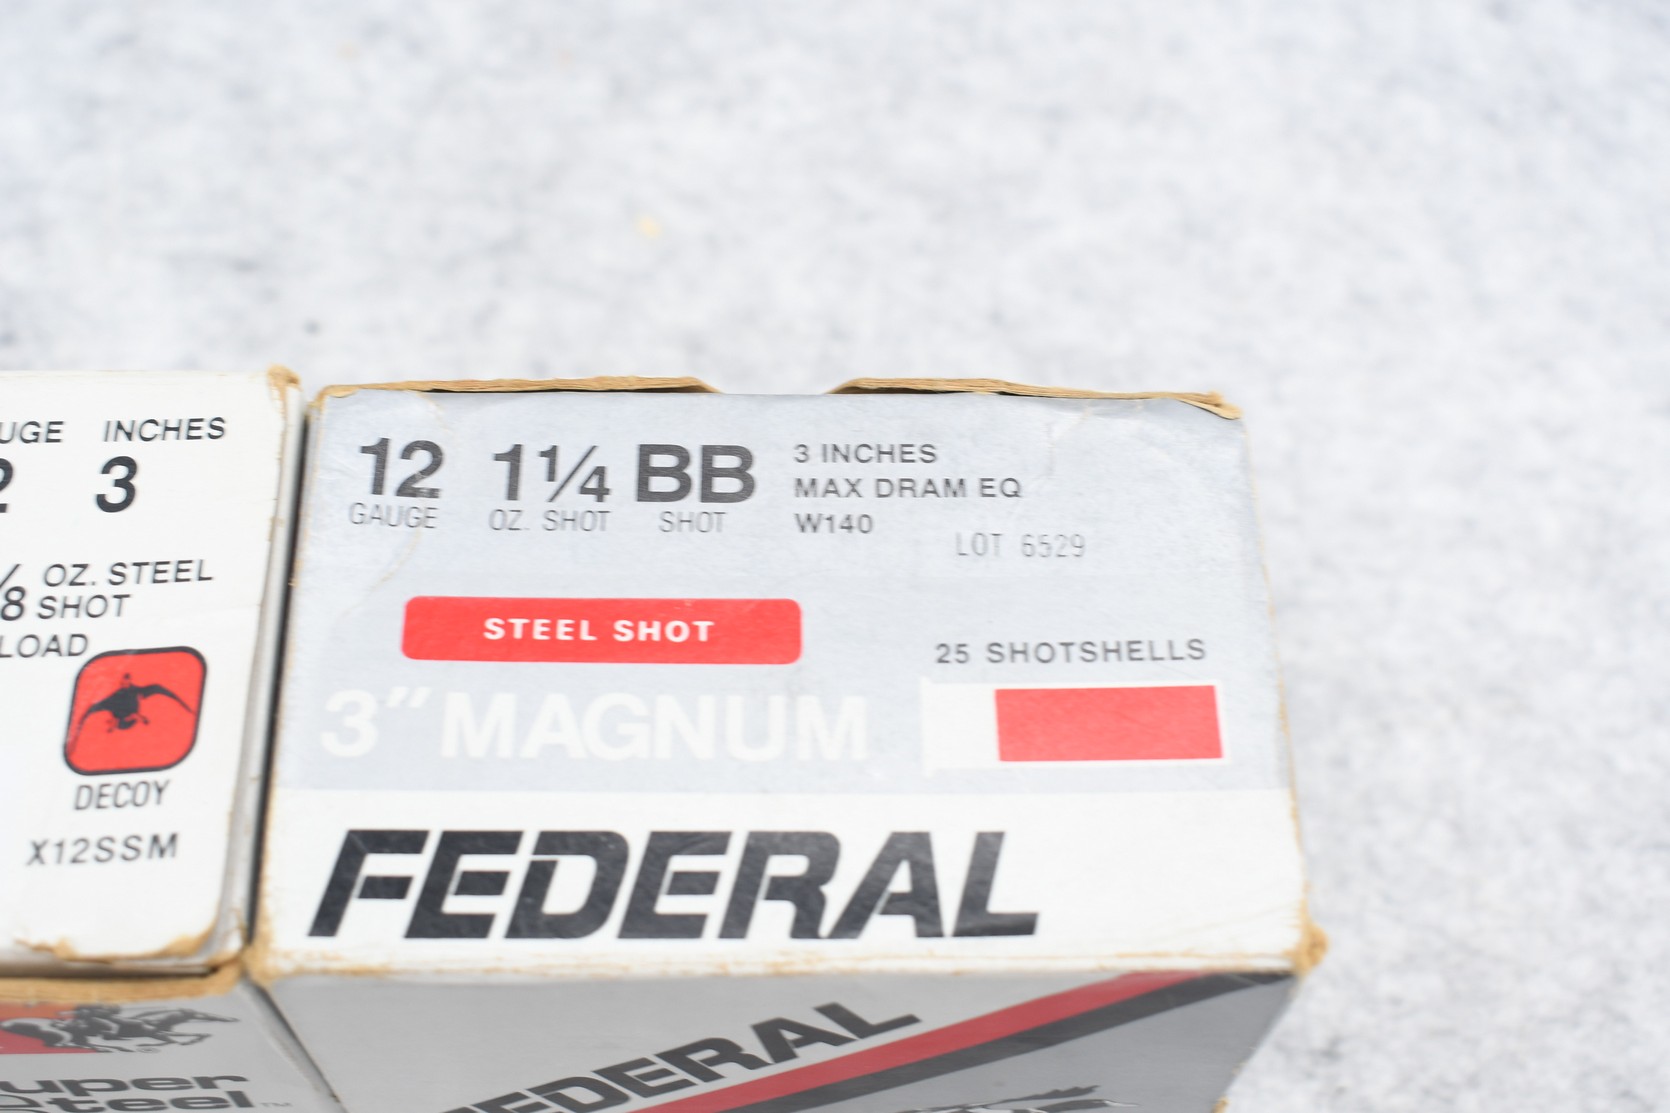 INCHES
3
OZ. STEEL
8 SHOT
LOAD
DECOY
X12SSM
12 1¼ BB
GAUGE OZ. SHOT SHOT
3 INCHES
MAX DRAM EQ
W140
LOT 6529
STEEL SHOT
25 SHOTSHELLS
3" MAGNUM
FEDERAL
FEDERAL